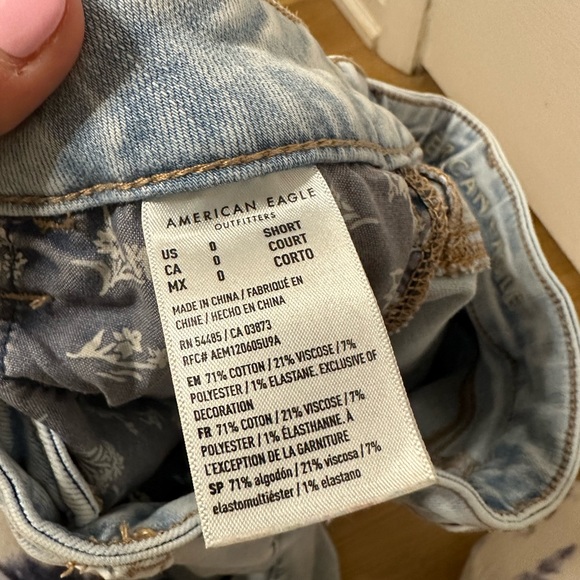 AMERICAN EAGLE
OUTFITTERS
US 0 SHORT
CA 0 COURT
MX 0 CORTO
MADE IN CHINA / FABRIQUÉ EN
CHINE / HECHO EN CHINA
RN 54485 / CA 03873
RFC# AEM120605U9A
EN 71% COTTON / 21% VISCOSE / 7%
POLYESTER / 1% ELASTANE. EXCLUSIVE OF
DECORATION
FR 71% COTON / 21% VISCOSE / 7%
POLYESTER / 1% ÉLASTHANNE. À
L'EXCEPTION DE LA GARNITURE
SP 71% algodón / 21% viscosa / 7%
elastomultiéster / 1% elastano